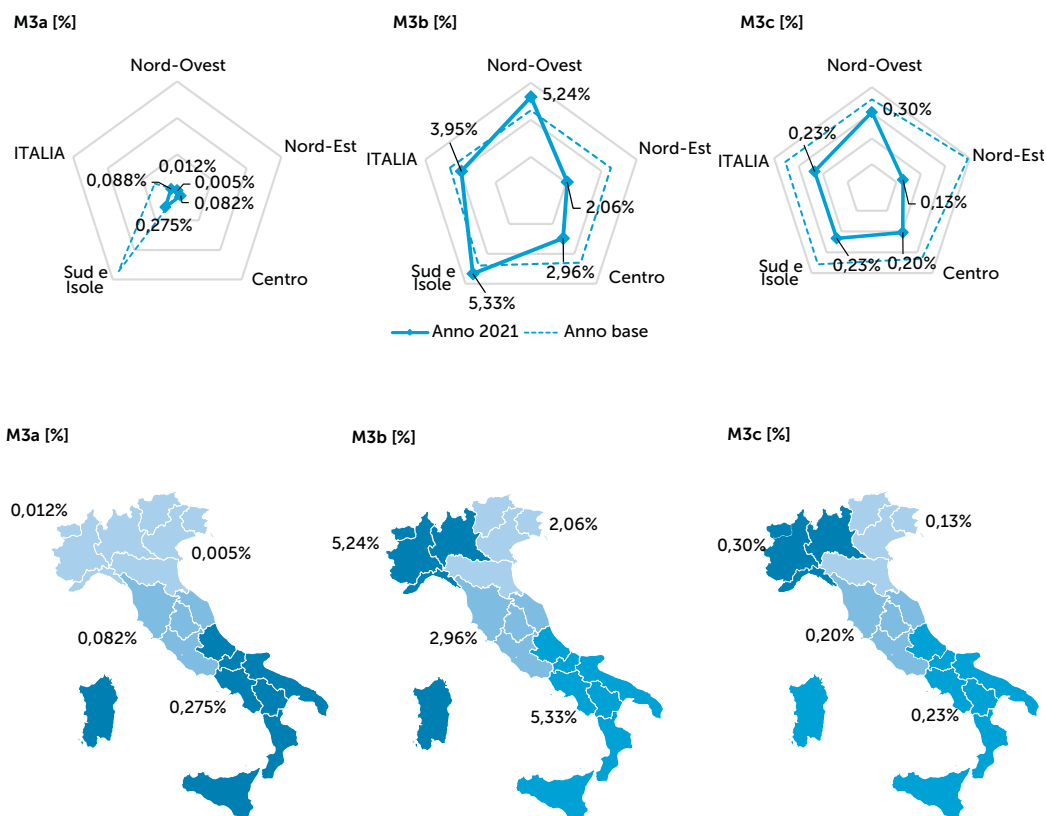 M3a [%]
Nord-Ovest
Nord-Est
Centro
Sud e
Isole
ITALIA
0,012%
0,005%
0,082%
0,275%
0,088%
M3b [%]
Nord-Ovest
5,24%
Nord-Est
2,06%
Centro
2,96%
Sud e
Isole
5,33%
ITALIA
3,95%
M3c [%]
Nord-Ovest
0,30%
Nord-Est
0,13%
Centro
0,20%
Sud e
Isole
0,23%
ITALIA
0,23%
Anno 2021
Anno base
M3a [%]
0,012%
0,005%
0,082%
0,275%
M3b [%]
5,24%
2,06%
2,96%
5,33%
M3c [%]
0,30%
0,13%
0,20%
0,23%